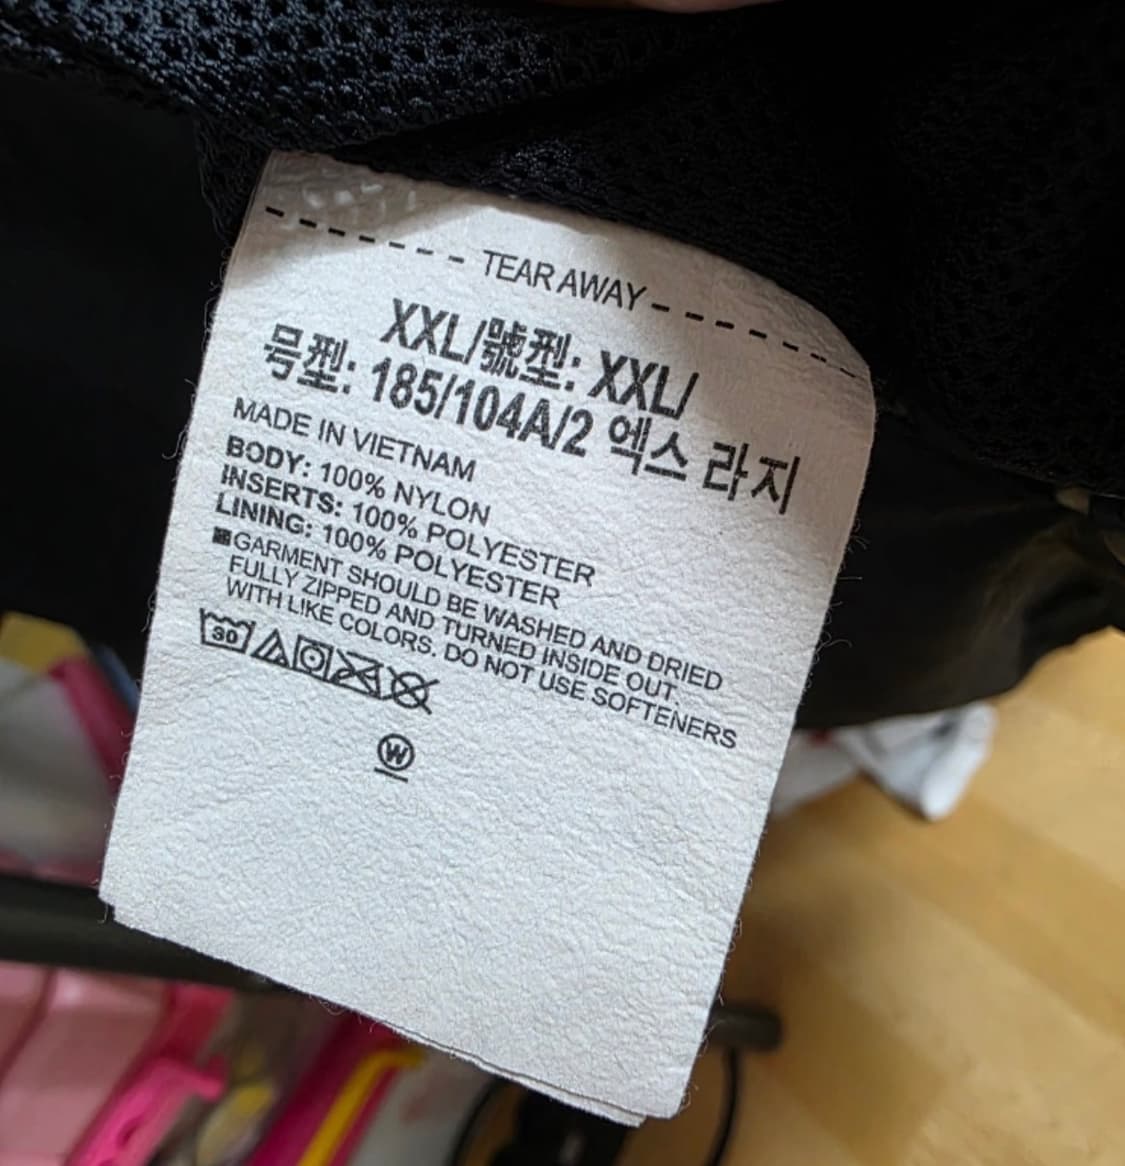 TEAR AWAY
XXL/號型: XXL/
号型: 185/104A/2 엑스 라지
MADE IN VIETNAM
BODY: 100% NYLON
INSERTS: 100% POLYESTER
LINING: 100% POLYESTER
GARMENT SHOULD BE WASHED AND DRIED
FULLY ZIPPED AND TURNED INSIDE OUT.
WITH LIKE COLORS. DO NOT USE SOFTENERS
30
W